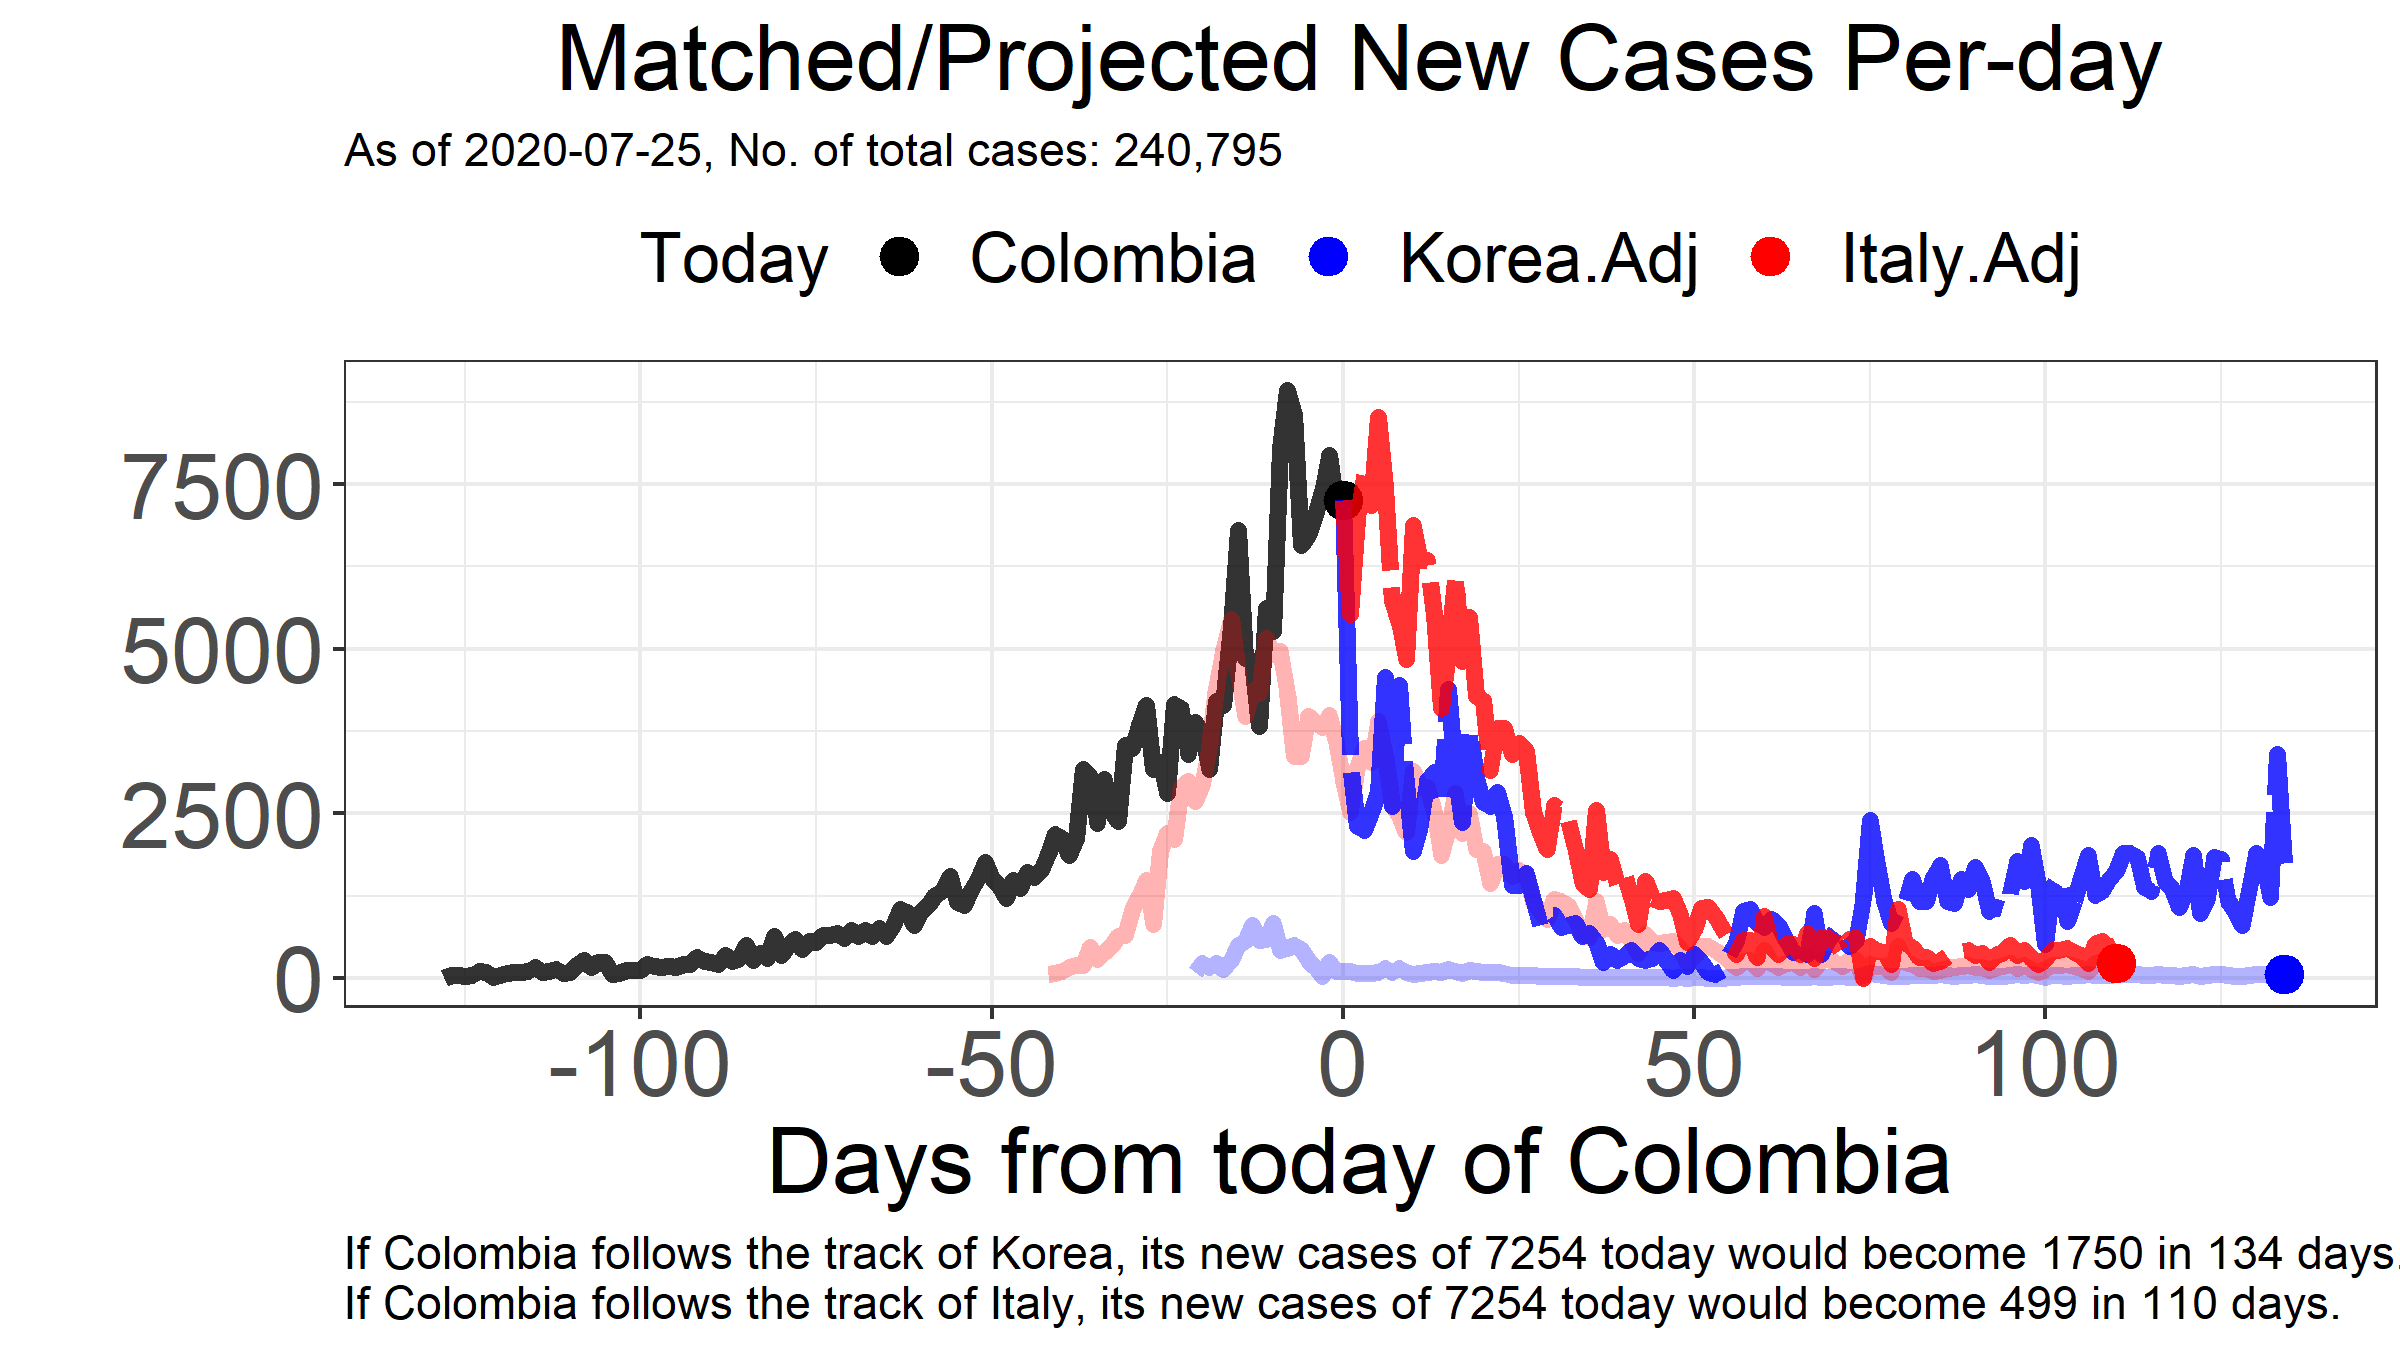 Matched/Projected New Cases Per-day
As of 2020-07-25, No. of total cases: 240,795
Today Colombia Korea.Adj Italy.Adj
7500
5000
2500
0
-100 -50 0 50 100
Days from today of Colombia
If Colombia follows the track of Korea, its new cases of 7254 today would become 1750 in 134 days.
If Colombia follows the track of Italy, its new cases of 7254 today would become 499 in 110 days.